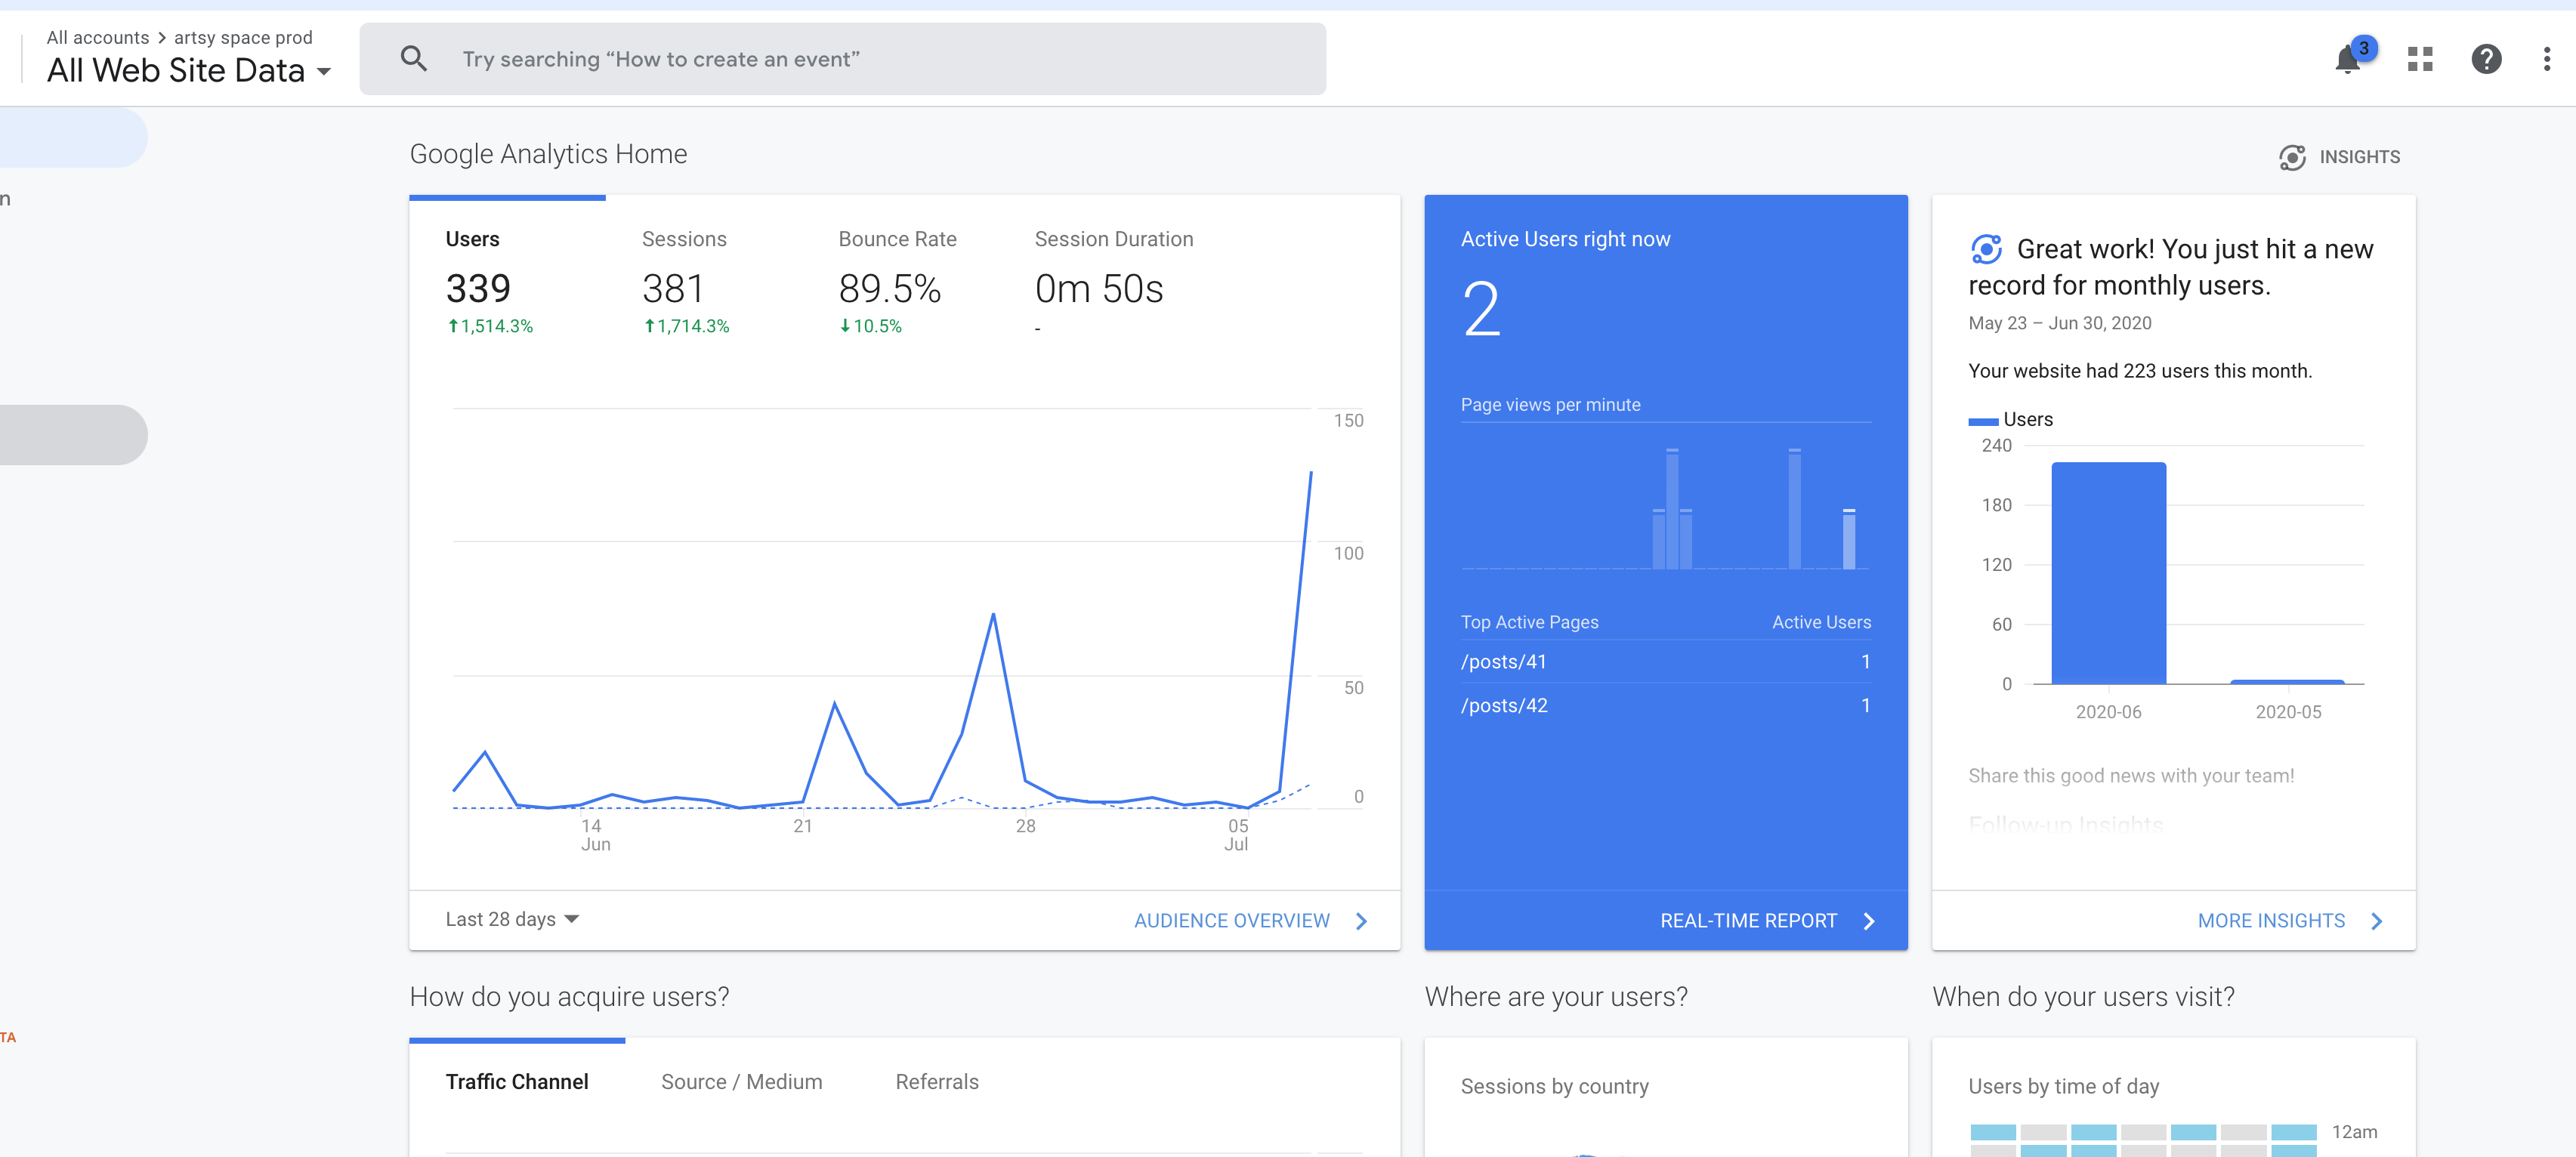 All accounts > artsy space prod
All Web Site Data
Try searching “How to create an event”
3
n
TA
Google Analytics Home
INSIGHTS
Users
339
1,514.3%
Sessions
381
1,714.3%
Bounce Rate
89.5%
10.5%
Session Duration
0m 50s
-
150
100
50
0
14
Jun
21
28
05
Jul
Last 28 days
AUDIENCE OVERVIEW
Active Users right now
2
Page views per minute
Top Active Pages Active Users
/posts/41 1
/posts/42 1
REAL-TIME REPORT
Great work! You just hit a new
record for monthly users.
May 23 – Jun 30, 2020
Your website had 223 users this month.
Users
240
180
120
60
0
2020-06 2020-05
Share this good news with your team!
Follow-up Insights
MORE INSIGHTS
How do you acquire users?
Traffic Channel Source / Medium Referrals
Where are your users?
Sessions by country
When do your users visit?
Users by time of day
12am